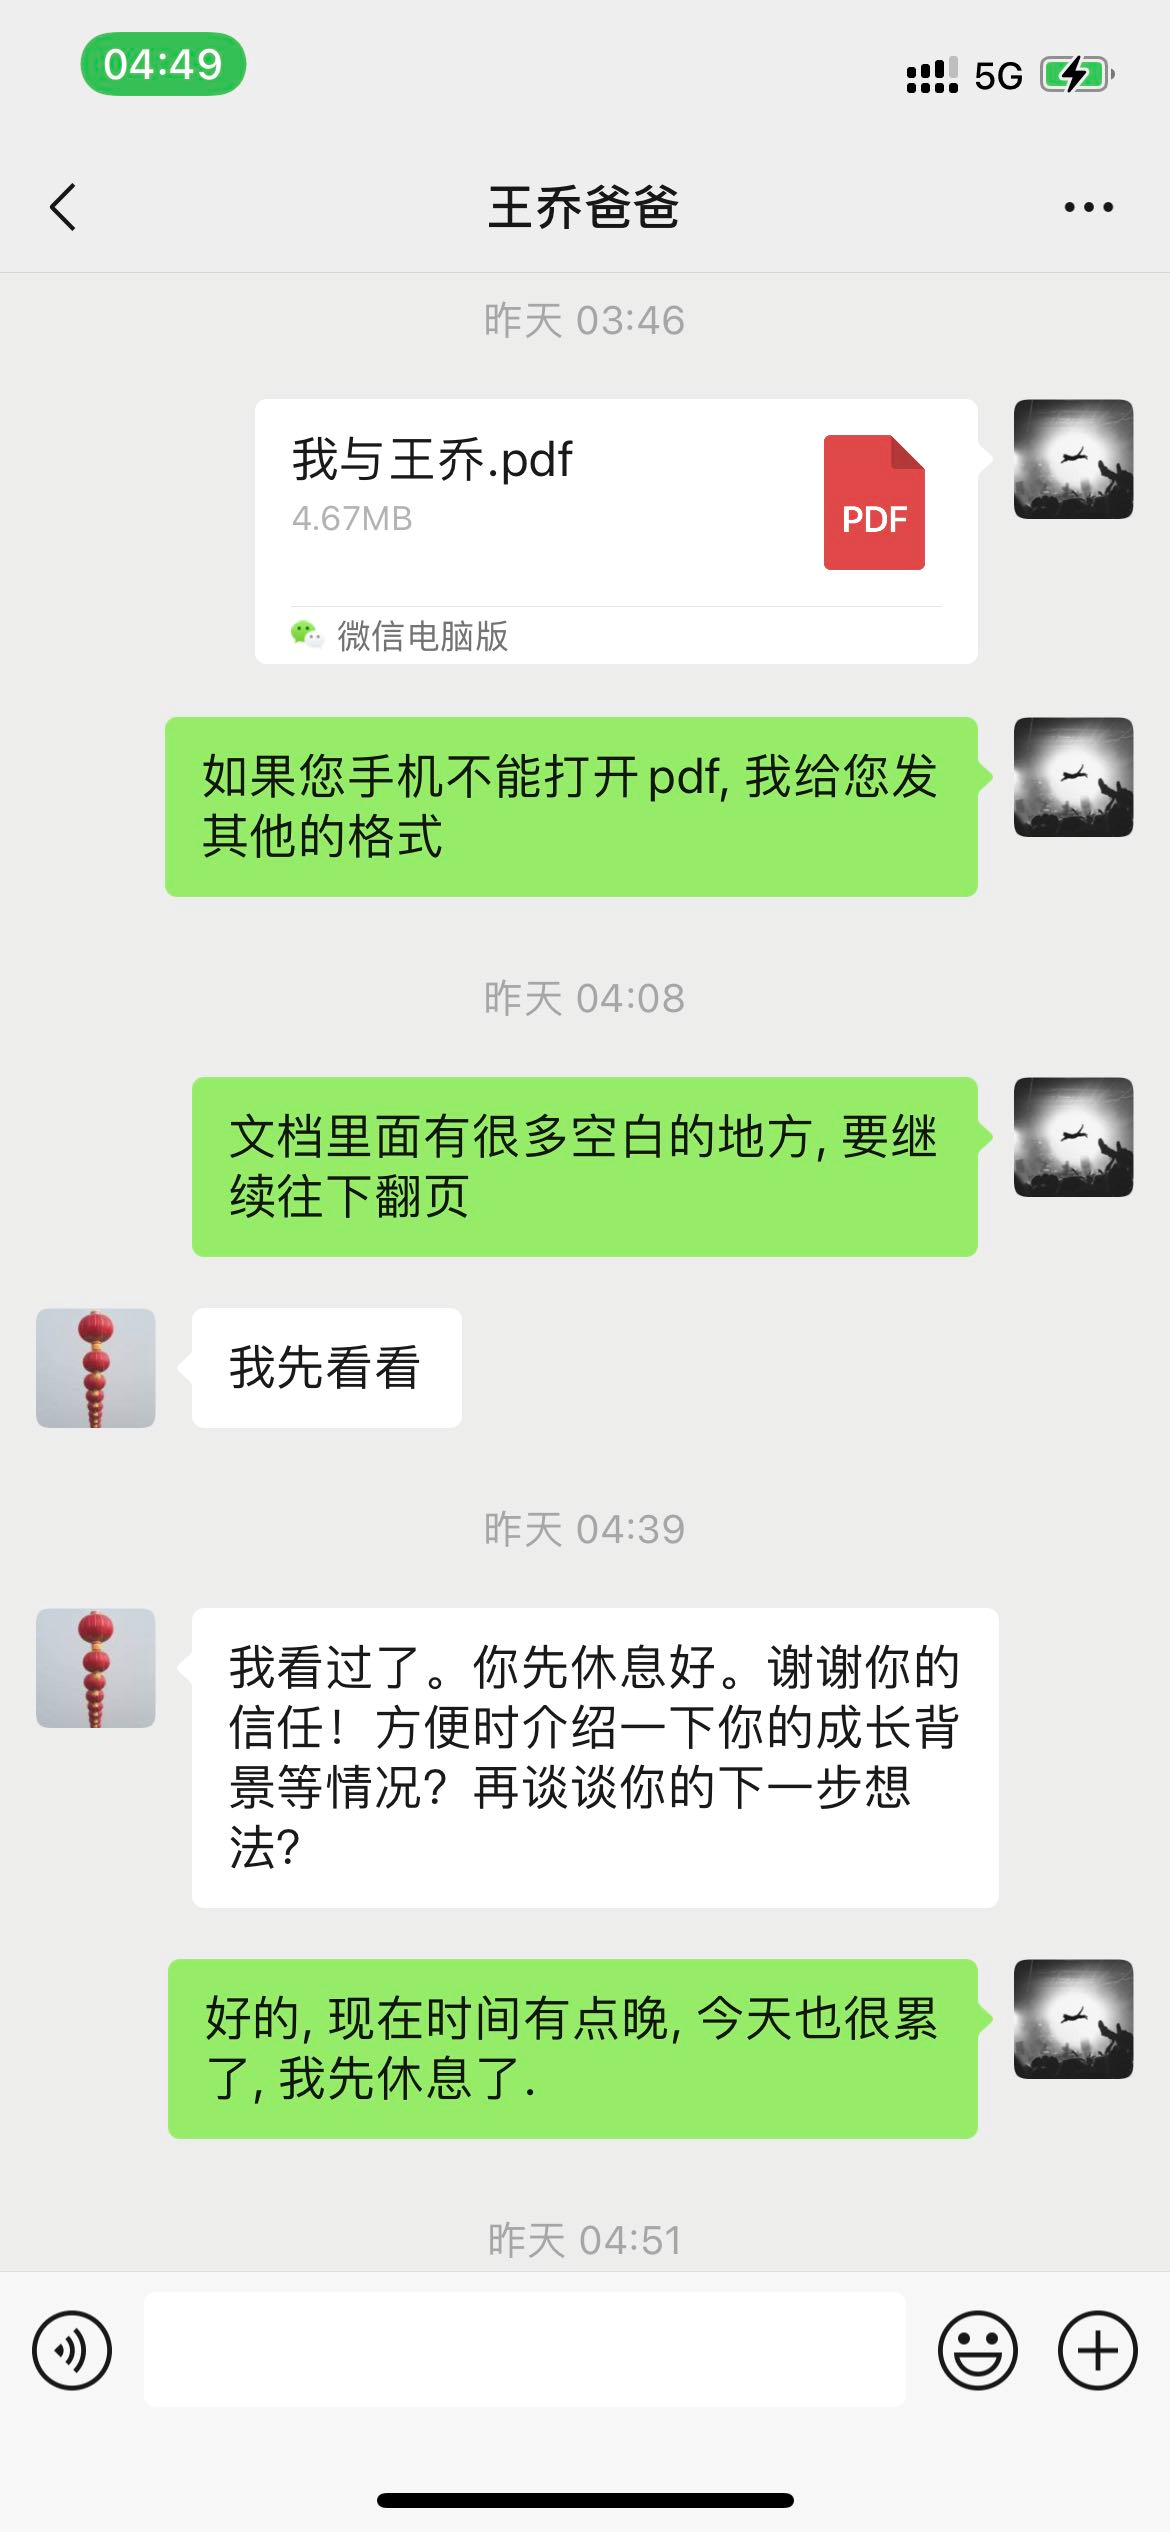 04:49
5G
王乔爸爸
昨天 03:46
我与王乔.pdf
4.67MB
PDF
微信电脑版
如果您手机不能打开pdf, 我给您发
其他的格式
昨天 04:08
文档里面有很多空白的地方, 要继
续往下翻页
我先看看
昨天 04:39
我看过了。你先休息好。谢谢你的
信任！方便时介绍一下你的成长背
景等情况？再谈谈你的下一步想
法?
好的, 现在时间有点晚, 今天也很累
了, 我先休息了.
昨天 04:51